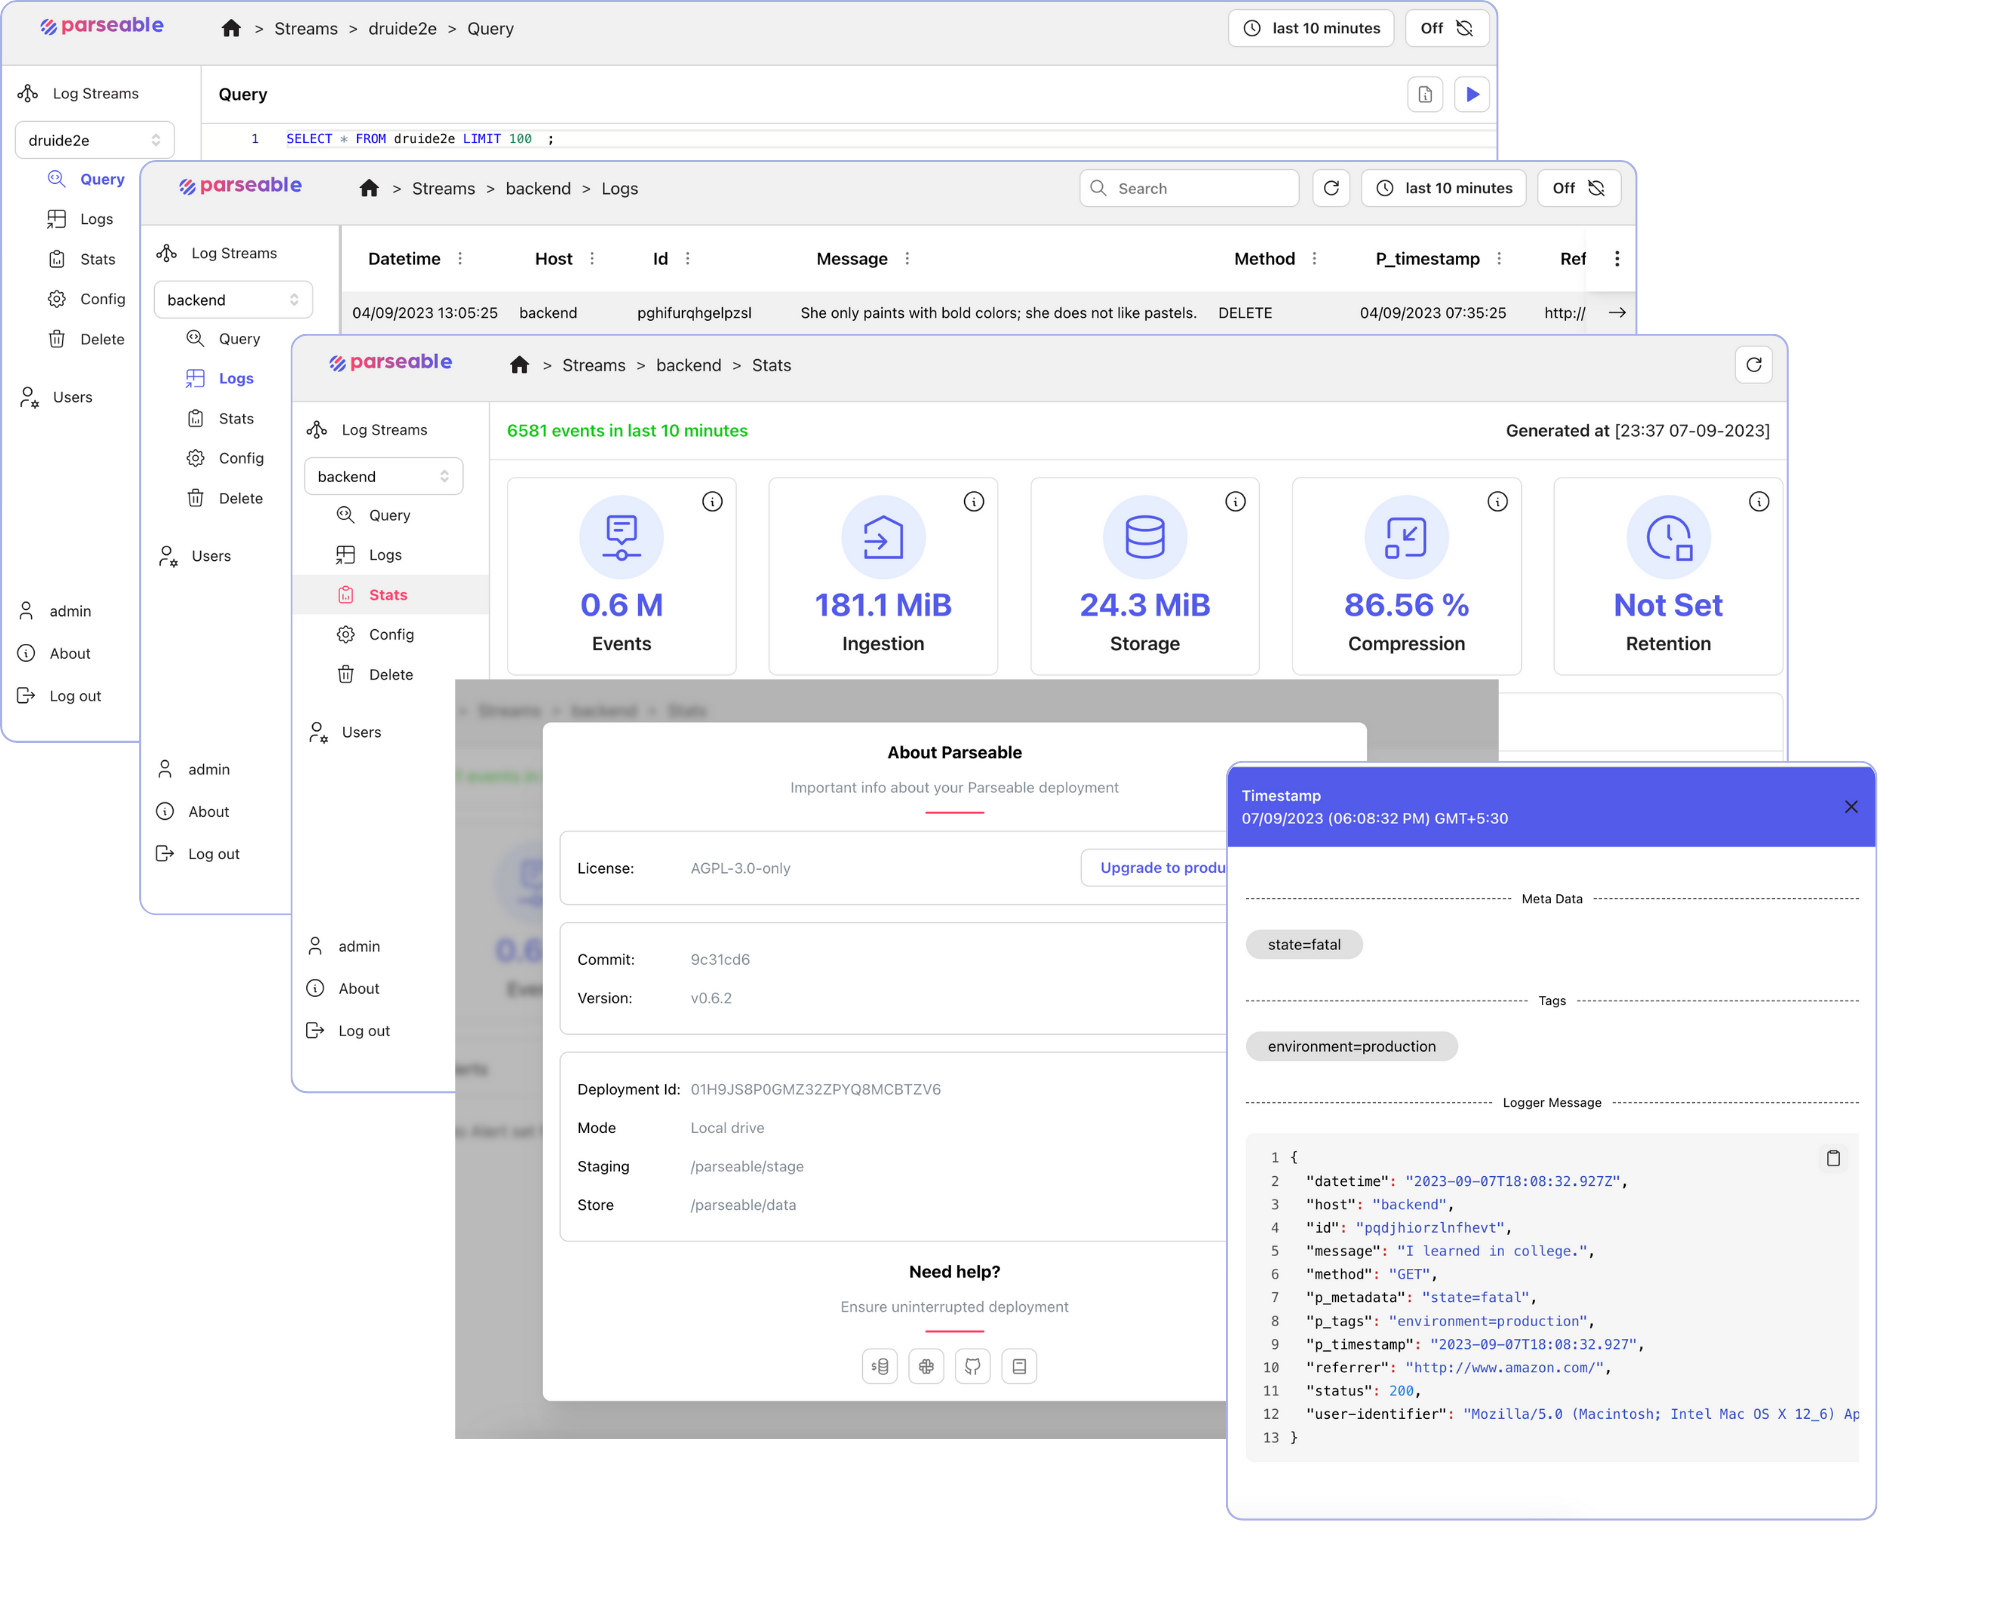 parseable
> Streams > druide2e > Query
last 10 minutes
Off
Log Streams
druide2e
Query
Logs
Stats
Config
Delete
Users
admin
About
Log out
Query
1 SELECT * FROM druide2e LIMIT 100 ;
parseable
> Streams > backend > Logs
Search
last 10 minutes
Off
Log Streams
backend
Query
Logs
Stats
Config
Delete
Users
admin
About
Log out
Datetime Host Id Message Method P_timestamp Ref
04/09/2023 13:05:25 backend pghifurqhgelpzsl She only paints with bold colors; she does not like pastels. DELETE 04/09/2023 07:35:25 http://
parseable
> Streams > backend > Stats
Log Streams
backend
Query
Logs
Stats
Config
Delete
Users
admin
About
Log out
6581 events in last 10 minutes
Generated at [23:37 07-09-2023]
0.6 M
Events
181.1 MiB
Ingestion
24.3 MiB
Storage
86.56 %
Compression
Not Set
Retention
> Streams > backend > Stats
events in
0.6
About Parseable
Important info about your Parseable deployment
License: AGPL-3.0-only
Upgrade to produ
Commit: 9c31cd6
Version: v0.6.2
Deployment Id: 01H9JS8P0GMZ32ZPYQ8MCBTZV6
Mode Local drive
Staging /parseable/stage
Store /parseable/data
Need help?
Ensure uninterrupted deployment
Timestamp
07/09/2023 (06:08:32 PM) GMT+5:30
Meta Data
state=fatal
Tags
environment=production
Logger Message
1 {
2 "datetime": "2023-09-07T18:08:32.927Z",
3 "host": "backend",
4 "id": "pqdjhiorzlnfhevt",
5 "message": "I learned in college.",
6 "method": "GET",
7 "p_metadata": "state=fatal",
8 "p_tags": "environment=production",
9 "p_timestamp": "2023-09-07T18:08:32.927",
10 "referrer": "http://www.amazon.com/",
11 "status": 200,
12 "user-identifier": "Mozilla/5.0 (Macintosh; Intel Mac OS X 12_6) Ap
13 }